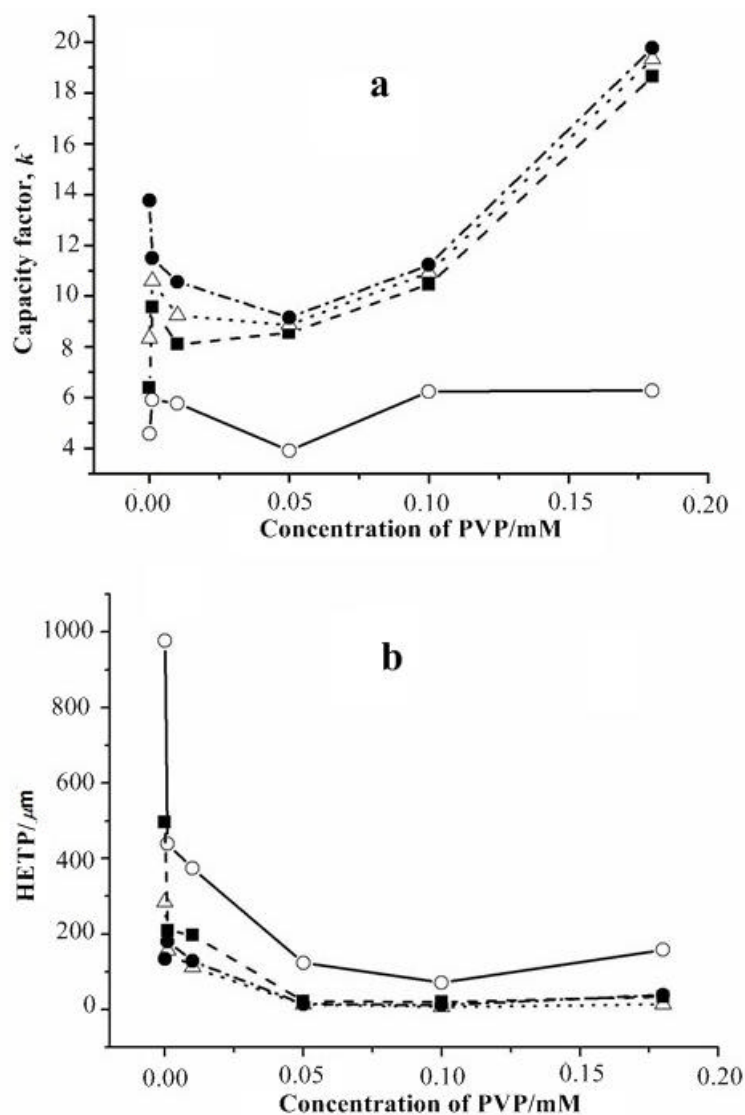 20
18
a
16
14
12
10
8
6
4
Capacity factor, k`
0.00 0.05 0.10 0.15 0.20
Concentration of PVP/mM
1000
b
800
600
400
200
0
HETP/μm
0.00 0.05 0.10 0.15 0.20
Concentration of PVP/mM